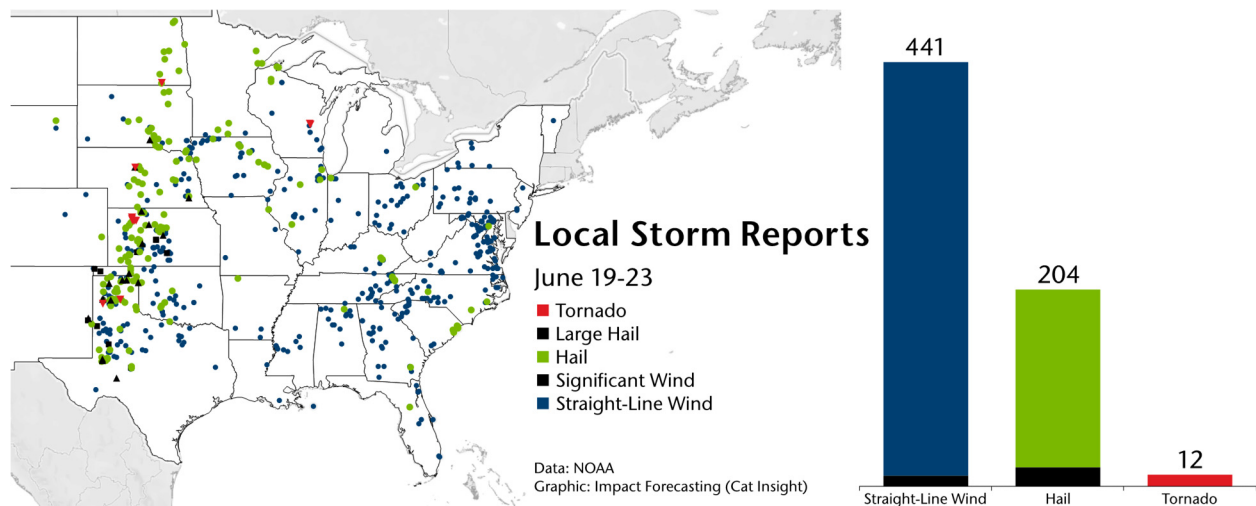 Local Storm Reports
June 19-23
Tornado
Large Hail
Hail
Significant Wind
Straight-Line Wind
Data: NOAA
Graphic: Impact Forecasting (Cat Insight)
441
204
12
Straight-Line Wind
Hail
Tornado